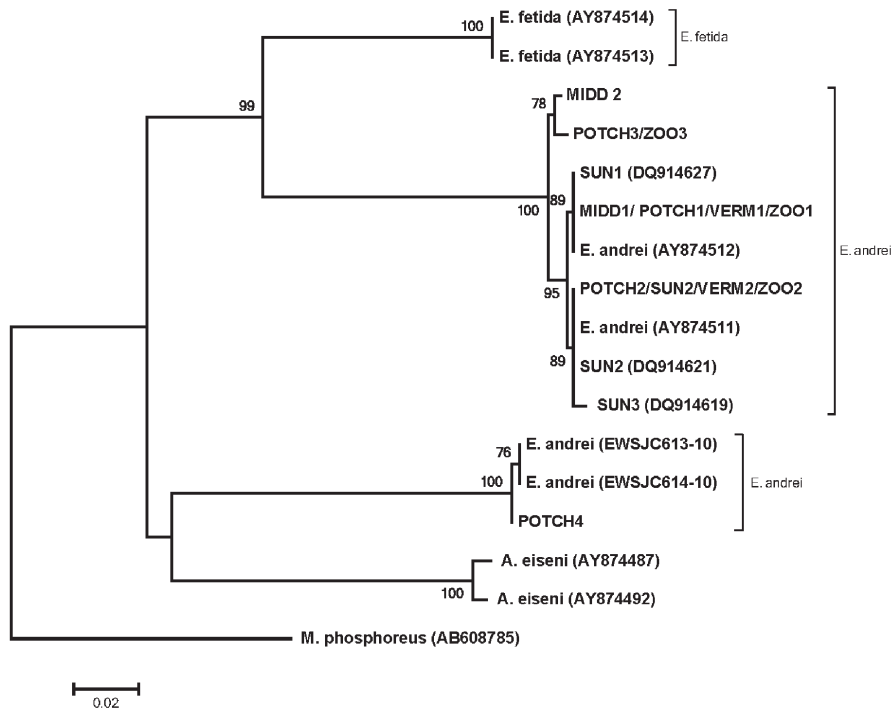 E. fetida (AY874514)
100
E. fetida
E. fetida (AY874513)
MIDD 2
78
99
POTCH3/ZOO3
SUN1 (DQ914627)
89
100
MIDD1/ POTCH1/VERM1/ZOO1
E. andrei (AY874512)
E. andrei
95
POTCH2/SUN2/VERM2/ZOO2
E. andrei (AY874511)
89
SUN2 (DQ914621)
SUN3 (DQ914619)
E. andrei (EWSJC613-10)
76
100
E. andrei (EWSJC614-10)
E. andrei
POTCH4
A. eiseni (AY874487)
100
A. eiseni (AY874492)
M. phosphoreus (AB608785)
0.02